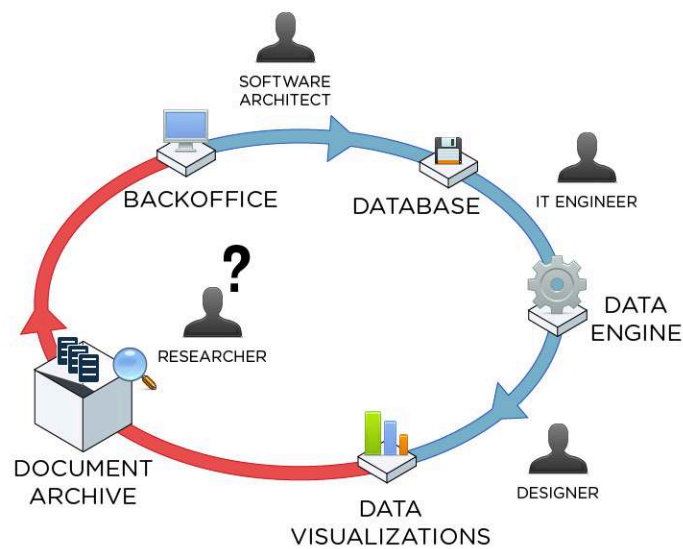 SOFTWARE
ARCHITECT
BACKOFFICE
DATABASE
IT ENGINEER
?
DATA
ENGINE
RESEARCHER
DOCUMENT
ARCHIVE
DATA
VISUALIZATIONS
DESIGNER